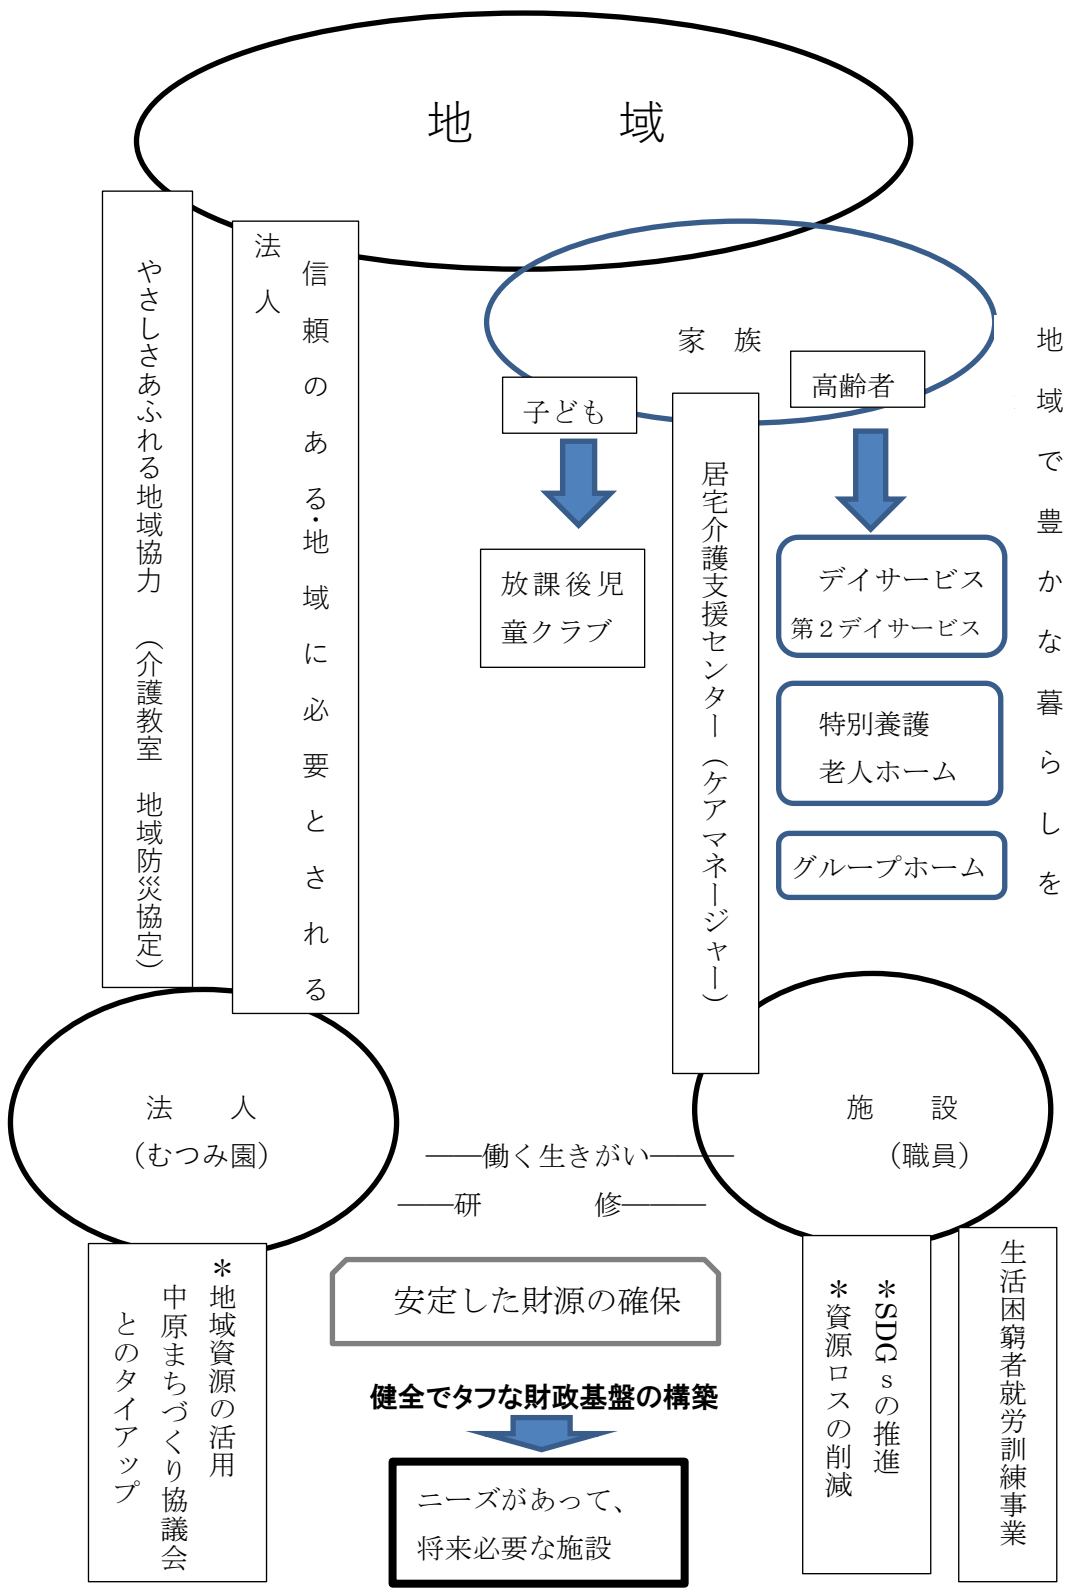 地　域
やさしさあふれる地域協力　（介護教室　地域防災協定）
信頼のある・地域に必要とされる
法人
家　族
子ども
高齢者
地域で豊かな暮らしを
放課後児
童クラブ
居宅介護支援センター（ケアマネージャー）
デイサービス
第２デイサービス
特別養護
老人ホーム
グループホーム
法　人
（むつみ園）
施　設
（職員）
――働く生きがい―――
――研　　　　修―――
安定した財源の確保
健全でタフな財政基盤の構築
ニーズがあって、
将来必要な施設
＊地域資源の活用
中原まちづくり協議会
とのタイアップ
＊SDGｓの推進
＊資源ロスの削減
生活困窮者就労訓練事業